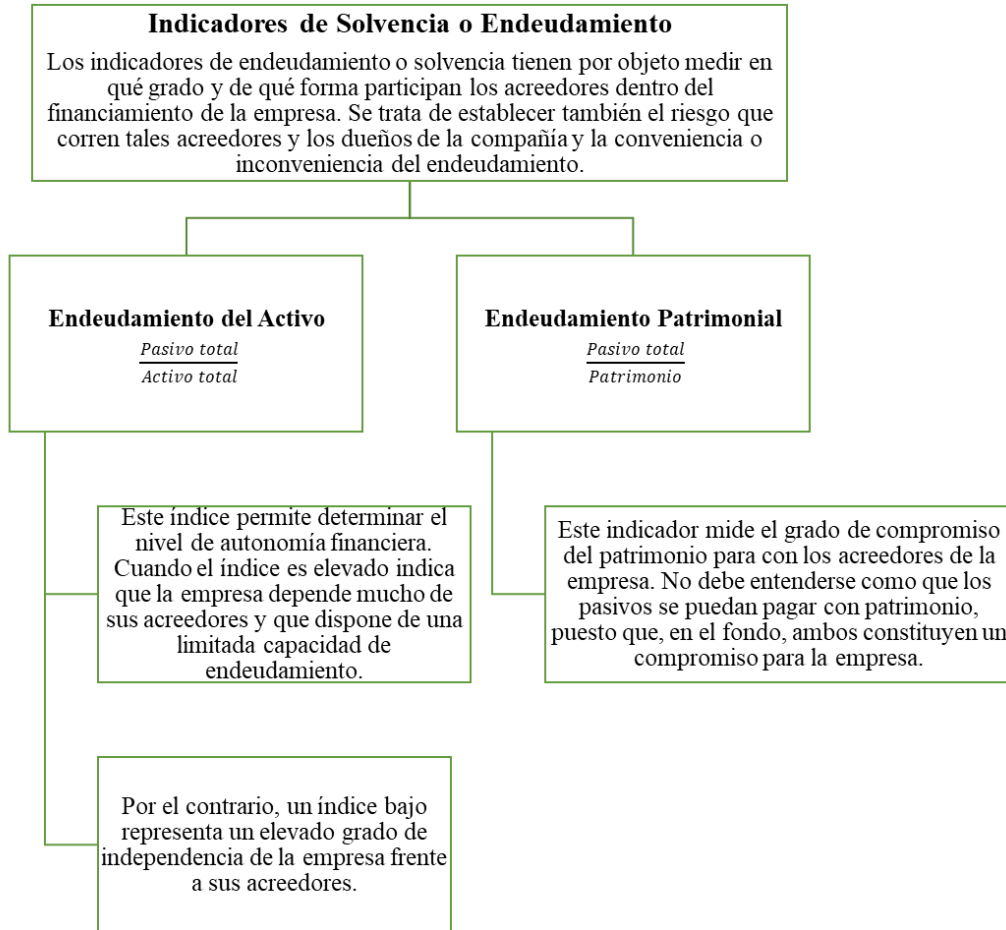 Indicadores de Solvencia o Endeudamiento
Los indicadores de endeudamiento o solvencia tienen por objeto medir en
qué grado y de qué forma participan los acreedores dentro del
financiamiento de la empresa. Se trata de establecer también el riesgo que
corren tales acreedores y los dueños de la compañía y la conveniencia o
inconveniencia del endeudamiento.
Endeudamiento del Activo
Pasivo total
Activo total
Endeudamiento Patrimonial
Pasivo total
Patrimonio
Este índice permite determinar el
nivel de autonomía financiera.
Cuando el índice es elevado indica
que la empresa depende mucho de
sus acreedores y que dispone de una
limitada capacidad de
endeudamiento.
Este indicador mide el grado de compromiso
del patrimonio para con los acreedores de la
empresa. No debe entenderse como que los
pasivos se puedan pagar con patrimonio,
puesto que, en el fondo, ambos constituyen un
compromiso para la empresa.
Por el contrario, un índice bajo
representa un elevado grado de
independencia de la empresa frente
a sus acreedores.